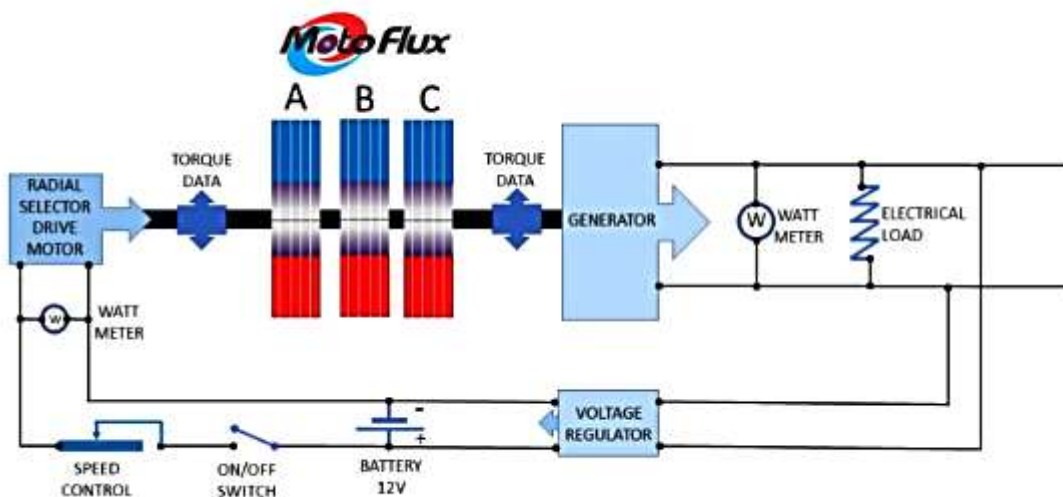 MotoFlux
A
B
C
TORQUE
DATA
TORQUE
DATA
RADIAL
SELECTOR
DRIVE
MOTOR
GENERATOR
W
WATT
METER
ELECTRICAL
LOAD
W
WATT
METER
-
+
VOLTAGE
REGULATOR
SPEED
CONTROL
ON/OFF
SWITCH
BATTERY
12V